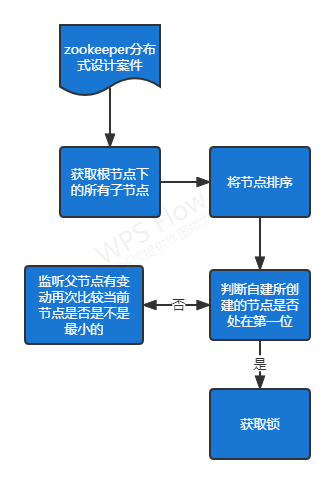 zookeeper分布
式设计案件
获取根节点下
的所有子节点
将节点排序
监听父节点有变
动再次比较当前
节点是否是不是
最小的
否
判断自建所创
建的节点是否
处在第一位
是
获取锁
WPS Flow